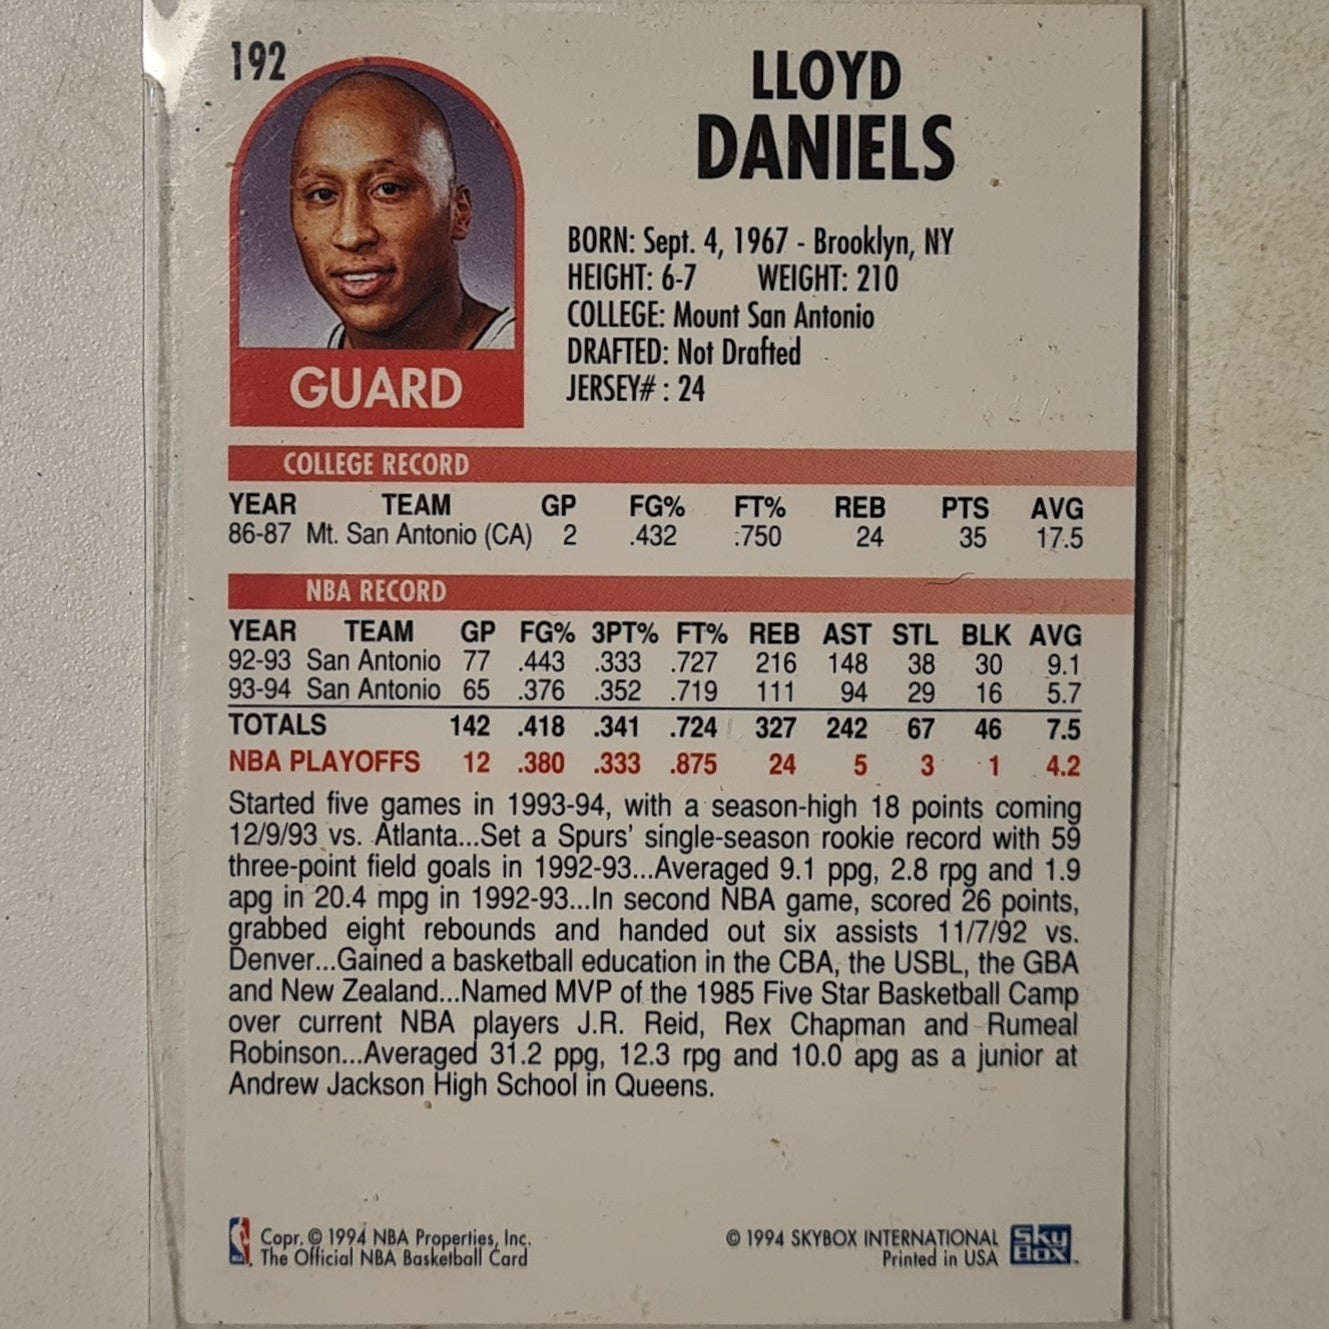 192
LLOYD
DANIELS
BORN: Sept. 4, 1967 - Brooklyn, NY
HEIGHT: 6-7 WEIGHT: 210
COLLEGE: Mount San Antonio
DRAFTED: Not Drafted
JERSEY# : 24
GUARD
COLLEGE RECORD
YEAR TEAM GP FG% FT% REB PTS AVG
86-87 Mt. San Antonio (CA) 2 .432 .750 24 35 17.5
NBA RECORD
YEAR TEAM GP FG% 3PT% FT% REB AST STL BLK AVG
92-93 San Antonio 77 .443 .333 .727 216 148 38 30 9.1
93-94 San Antonio 65 .376 .352 .719 111 94 29 16 5.7
TOTALS 142 .418 .341 .724 327 242 67 46 7.5
NBA PLAYOFFS 12 .380 .333 .875 24 5 3 1 4.2
Started five games in 1993-94, with a season-high 18 points coming
12/9/93 vs. Atlanta...Set a Spurs' single-season rookie record with 59
three-point field goals in 1992-93...Averaged 9.1 ppg, 2.8 rpg and 1.9
apg in 20.4 mpg in 1992-93...In second NBA game, scored 26 points,
grabbed eight rebounds and handed out six assists 11/7/92 vs.
Denver...Gained a basketball education in the CBA, the USBL, the GBA
and New Zealand...Named MVP of the 1985 Five Star Basketball Camp
over current NBA players J.R. Reid, Rex Chapman and Rumeal
Robinson...Averaged 31.2 ppg, 12.3 rpg and 10.0 apg as a junior at
Andrew Jackson High School in Queens.
Copr. © 1994 NBA Properties, Inc.
The Official NBA Basketball Card
© 1994 SKYBOX INTERNATIONAL
Printed in USA
SkyBox